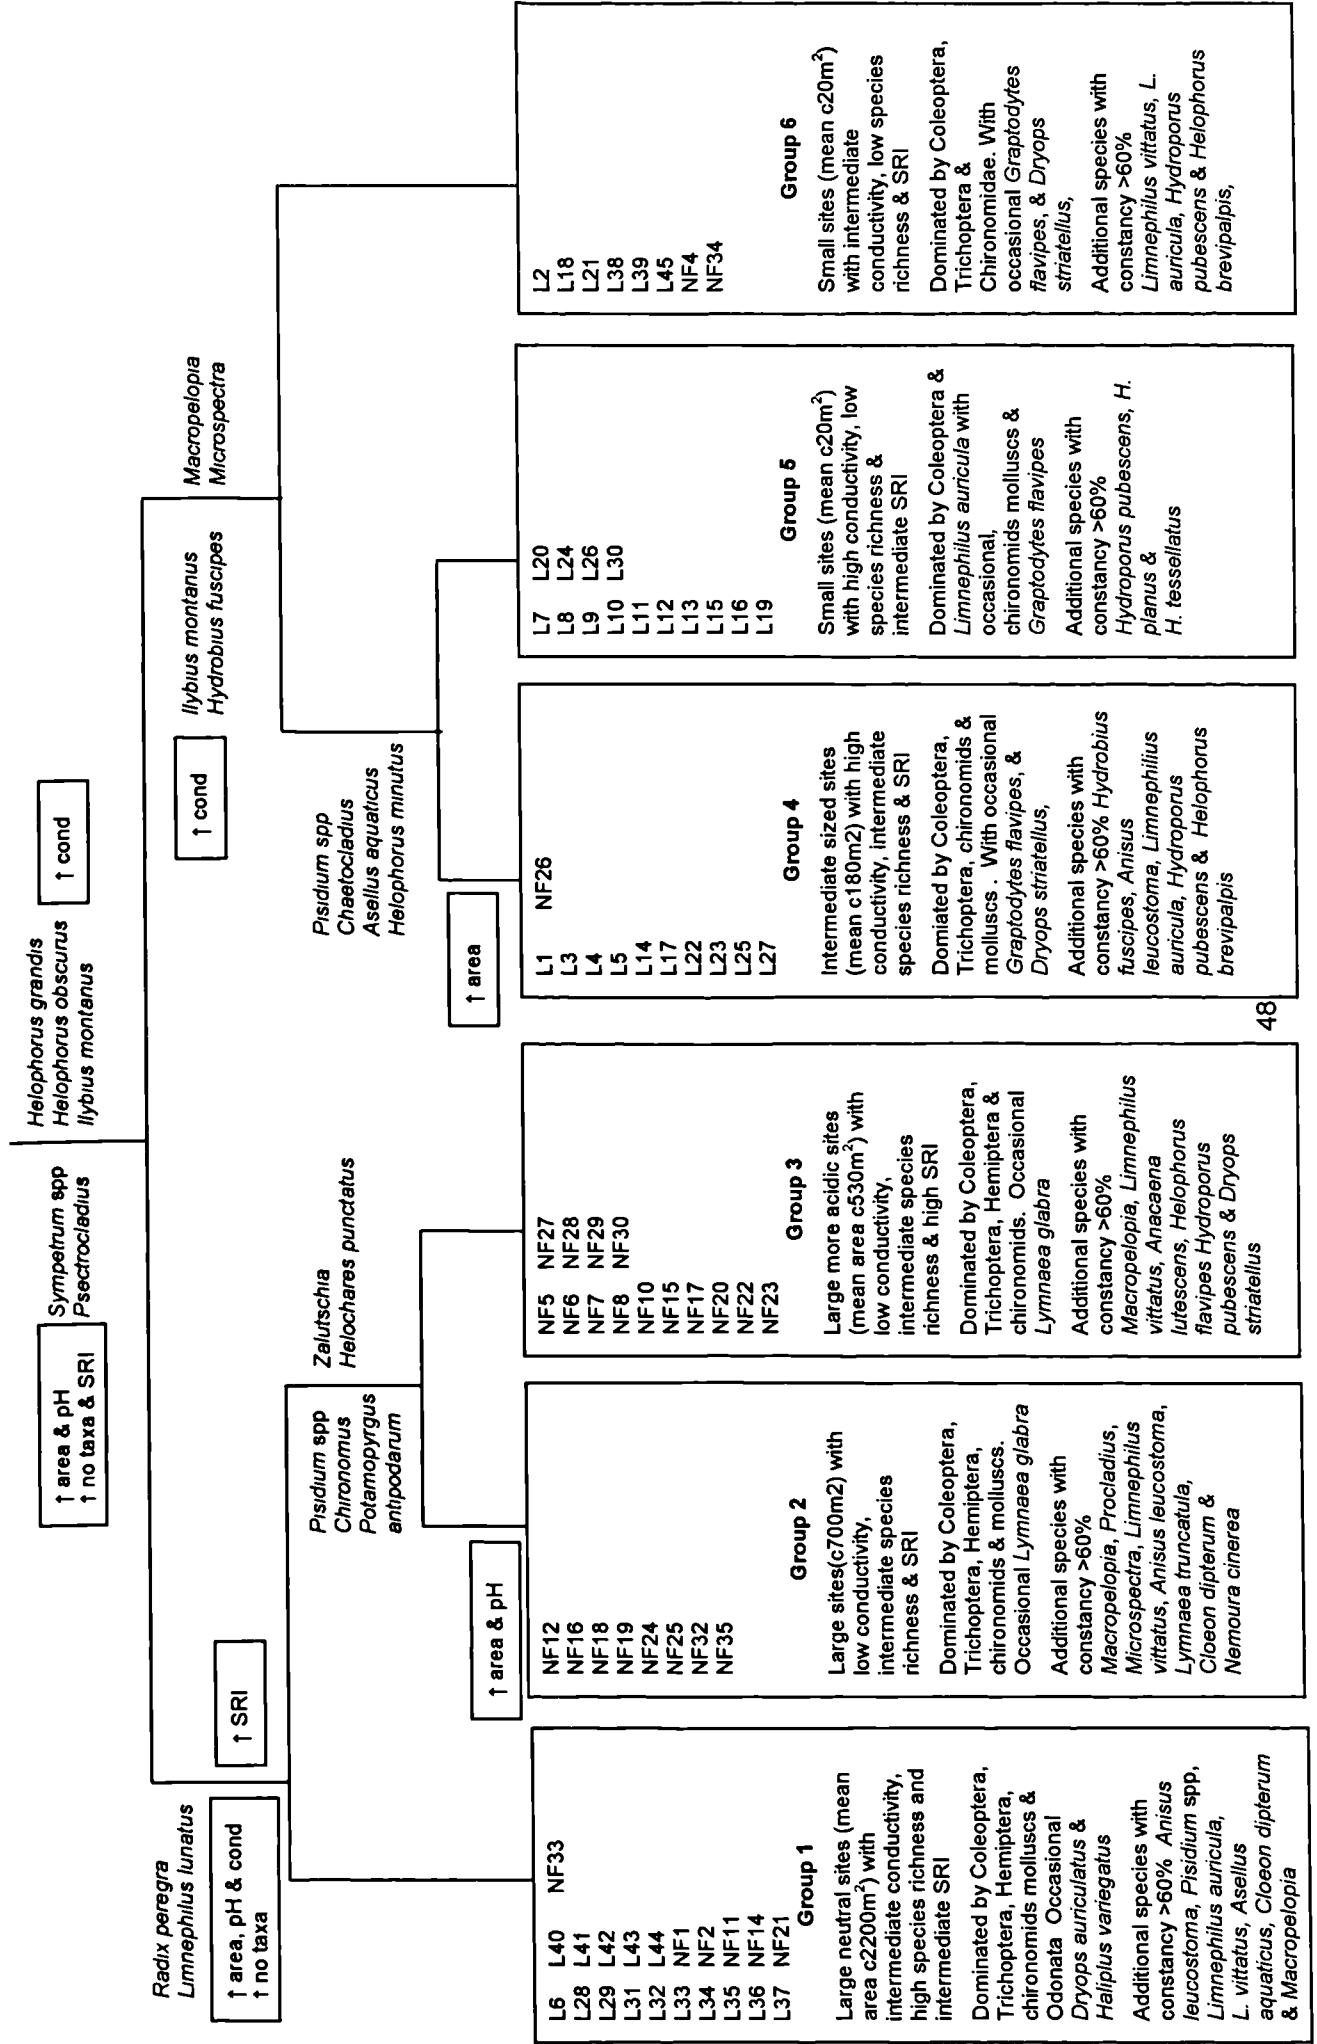 Helophorus grandis
Helophorus obscurus
Ilybius montanus
↑ cond
Sympetrum spp
Psectrocladius
↑ area & pH
↑ no taxa & SRI
Radix peregra
Limnephilus lunatus
↑ area, pH & cond
↑ no taxa
↑ SRI
Zalutschia
Helochares punctatus
Pisidium spp
Chironomus
Potamopyrgus
antipodarum
↑ area & pH
Macropelopia
Microspectra
Ilybius montanus
Hydrobius fuscipes
↑ cond
Pisidium spp
Chaetocladius
Asellus aquaticus
Helophorus minutus
↑ area
L6 L40 NF33
L28 L41
L29 L42
L31 L43
L32 L44
L33 NF1
L34 NF2
L35 NF11
L36 NF14
L37 NF21
Group 1
Large neutral sites (mean
area c2200m²) with
intermediate conductivity,
high species richness and
intermediate SRI
Dominated by Coleoptera,
Trichoptera, Hemiptera,
chironomids molluscs &
Odonata Occasional
Dryops auriculatus &
Haliplus variegatus
Additional species with
constancy >60% Anisus
leucostoma, Pisidium spp,
Limnephilus auricula,
L. vittatus, Asellus
aquaticus, Cloeon dipterum
& Macropelopia
NF12
NF16
NF18
NF19
NF24
NF25
NF32
NF35
Group 2
Large sites(c700m2) with
low conductivity,
intermediate species
richness & SRI
Dominated by Coleoptera,
Trichoptera, Hemiptera,
chironomids & molluscs.
Occasional Lymnaea glabra
Additional species with
constancy >60%
Macropelopia, Procladius,
Microspectra, Limnephilus
vittatus, Anisus leucostoma,
Lymnaea truncatula,
Cloeon dipterum &
Nemoura cinerea
NF5 NF27
NF6 NF28
NF7 NF29
NF8 NF30
NF10
NF15
NF17
NF20
NF22
NF23
Group 3
Large more acidic sites
(mean area c530m²) with
low conductivity,
intermediate species
richness & high SRI
Dominated by Coleoptera,
Trichoptera, Hemiptera &
chironomids. Occasional
Lymnaea glabra
Additional species with
constancy >60%
Macropelopia, Limnephilus
vittatus, Anacaena
lutescens, Helophorus
flavipes Hydroporus
pubescens & Dryops
striatellus
L1 NF26
L3
L4
L5
L14
L17
L22
L23
L25
L27
Group 4
Intermediate sized sites
(mean c180m2) with high
conductivity, intermediate
species richness & SRI
Domiated by Coleoptera,
Trichoptera, chironomids &
molluscs . With occasional
Graptodytes flavipes, &
Dryops striatellus,
Additional species with
constancy >60% Hydrobius
fuscipes, Anisus
leucostoma, Limnephilius
auricula, Hydroporus
pubescens & Helophorus
brevipalpis
L7 L20
L8 L24
L9 L26
L10 L30
L11
L12
L13
L15
L16
L19
Group 5
Small sites (mean c20m²)
with high conductivity, low
species richness &
intermediate SRI
Dominated by Coleoptera &
Limnephilus auricula with
occasional,
chironomids molluscs &
Graptodytes flavipes
Additional species with
constancy >60%
Hydroporus pubescens, H.
planus &
H. tessellatus
L2
L18
L21
L38
L39
L45
NF4
NF34
Group 6
Small sites (mean c20m²)
with intermediate
conductivity, low species
richness & SRI
Dominated by Coleoptera,
Trichoptera &
Chironomidae. With
occasional Graptodytes
flavipes, & Dryops
striatellus,
Additional species with
constancy >60%
Limnephilus vittatus, L.
auricula, Hydroporus
pubescens & Helophorus
brevipalpis,
48